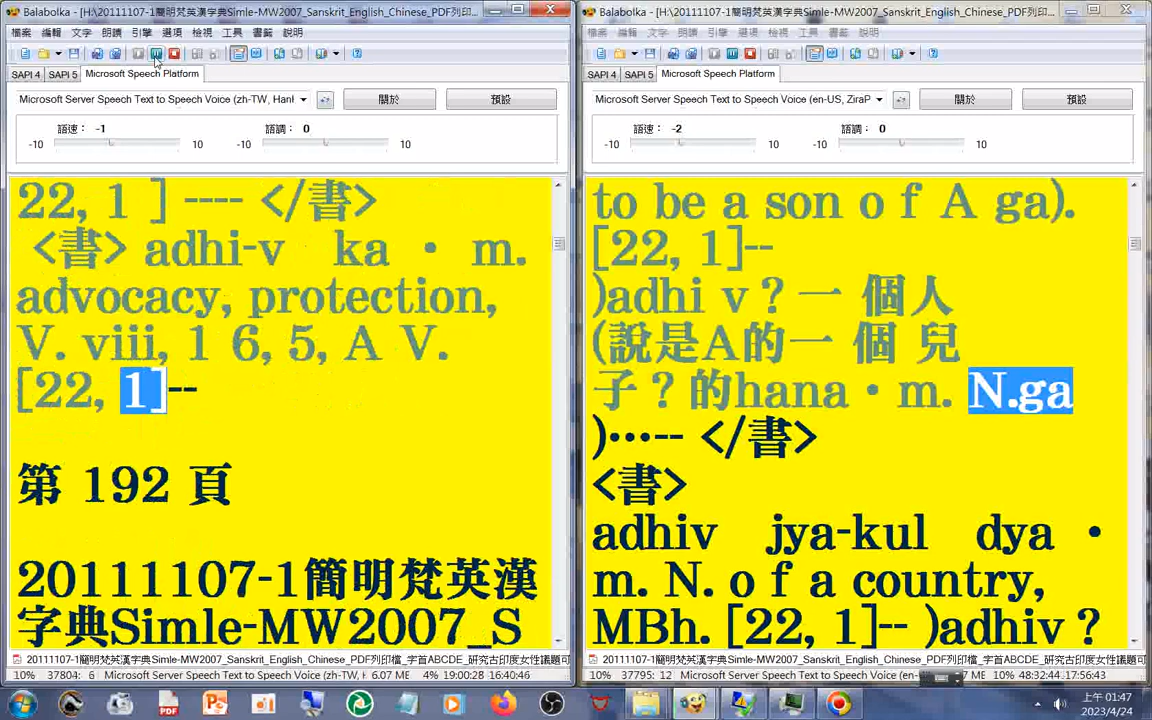 Balabolka - [H:\20111107-1簡明梵英漢字典Simle-MW2007_Sanskrit_English_Chinese_PDF列印檔...
檔案 編輯 文字 朗讀 引擎 選項 檢視 工具 書籤 說明
SAPI 4 SAPI 5 Microsoft Speech Platform
Microsoft Server Speech Text to Speech Voice (zh-TW, Hanl 關於 預設
語速： -1 語調： 0
-10 10 -10 10
22, 1 ] ---- </書>
<書> adhi-v ka • m.
advocacy, protection,
V. viii, 1 6, 5, A V.
[22, 1]--
第 192 頁
20111107-1簡明梵英漢
字典Simle-MW2007_S
20111107-1簡明梵英漢字典Simle-MW2007_Sanskrit_English_Chinese_PDF列印檔_字首ABCDE_研究古印度女性議題可
10% 37804: 6 Microsoft Server Speech Text to Speech Voice (zh-TW, H 6.07 ME 4% 19:00:28 16:40:46
Balabolka - [H:\20111107-1簡明梵英漢字典Simle-MW2007_Sanskrit_English_Chinese_PDF列印檔...
檔案 編輯 文字 朗讀 引擎 選項 檢視 工具 書籤 說明
SAPI 4 SAPI 5 Microsoft Speech Platform
Microsoft Server Speech Text to Speech Voice (en-US, ZiraP 關於 預設
語速： -2 語調： 0
-10 10 -10 10
to be a son o f A ga).
[22, 1]--
)adhi v？一 個人
(說是A的一 個 兒
子？的hana • m. N.ga
)…-- </書>
<書>
adhiv jya-kul dya •
m. N. o f a country,
MBh. [22, 1]-- )adhiv？
20111107-1簡明梵英漢字典Simle-MW2007_Sanskrit_English_Chinese_PDF列印檔_字首ABCDE_研究古印度女性議題可
10% 37795: 12 Microsoft Server Speech Text to Speech Voice 10% 48:32:44 17:56:43
上午 01:47
2023/4/24